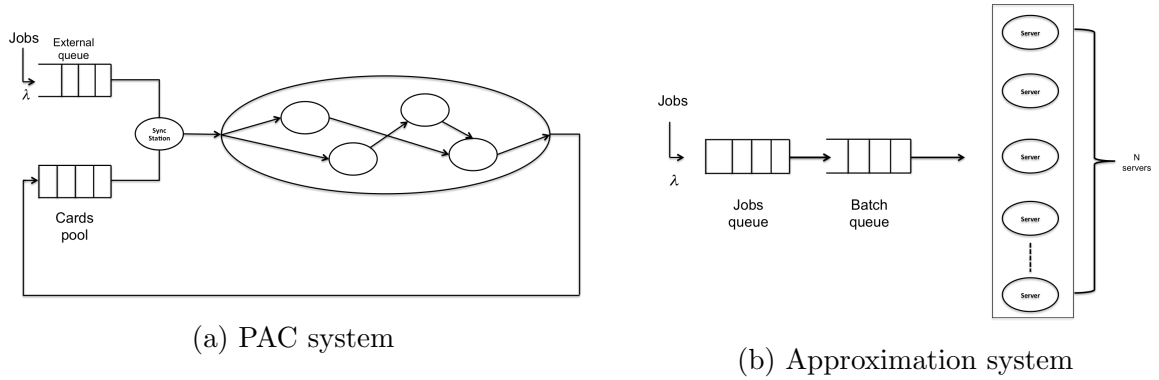 Jobs
External
queue
λ
Sync
Station
Cards
pool
(a) PAC system
Jobs
λ
Jobs
queue
Batch
queue
Server
Server
Server
Server
Server
N
servers
(b) Approximation system